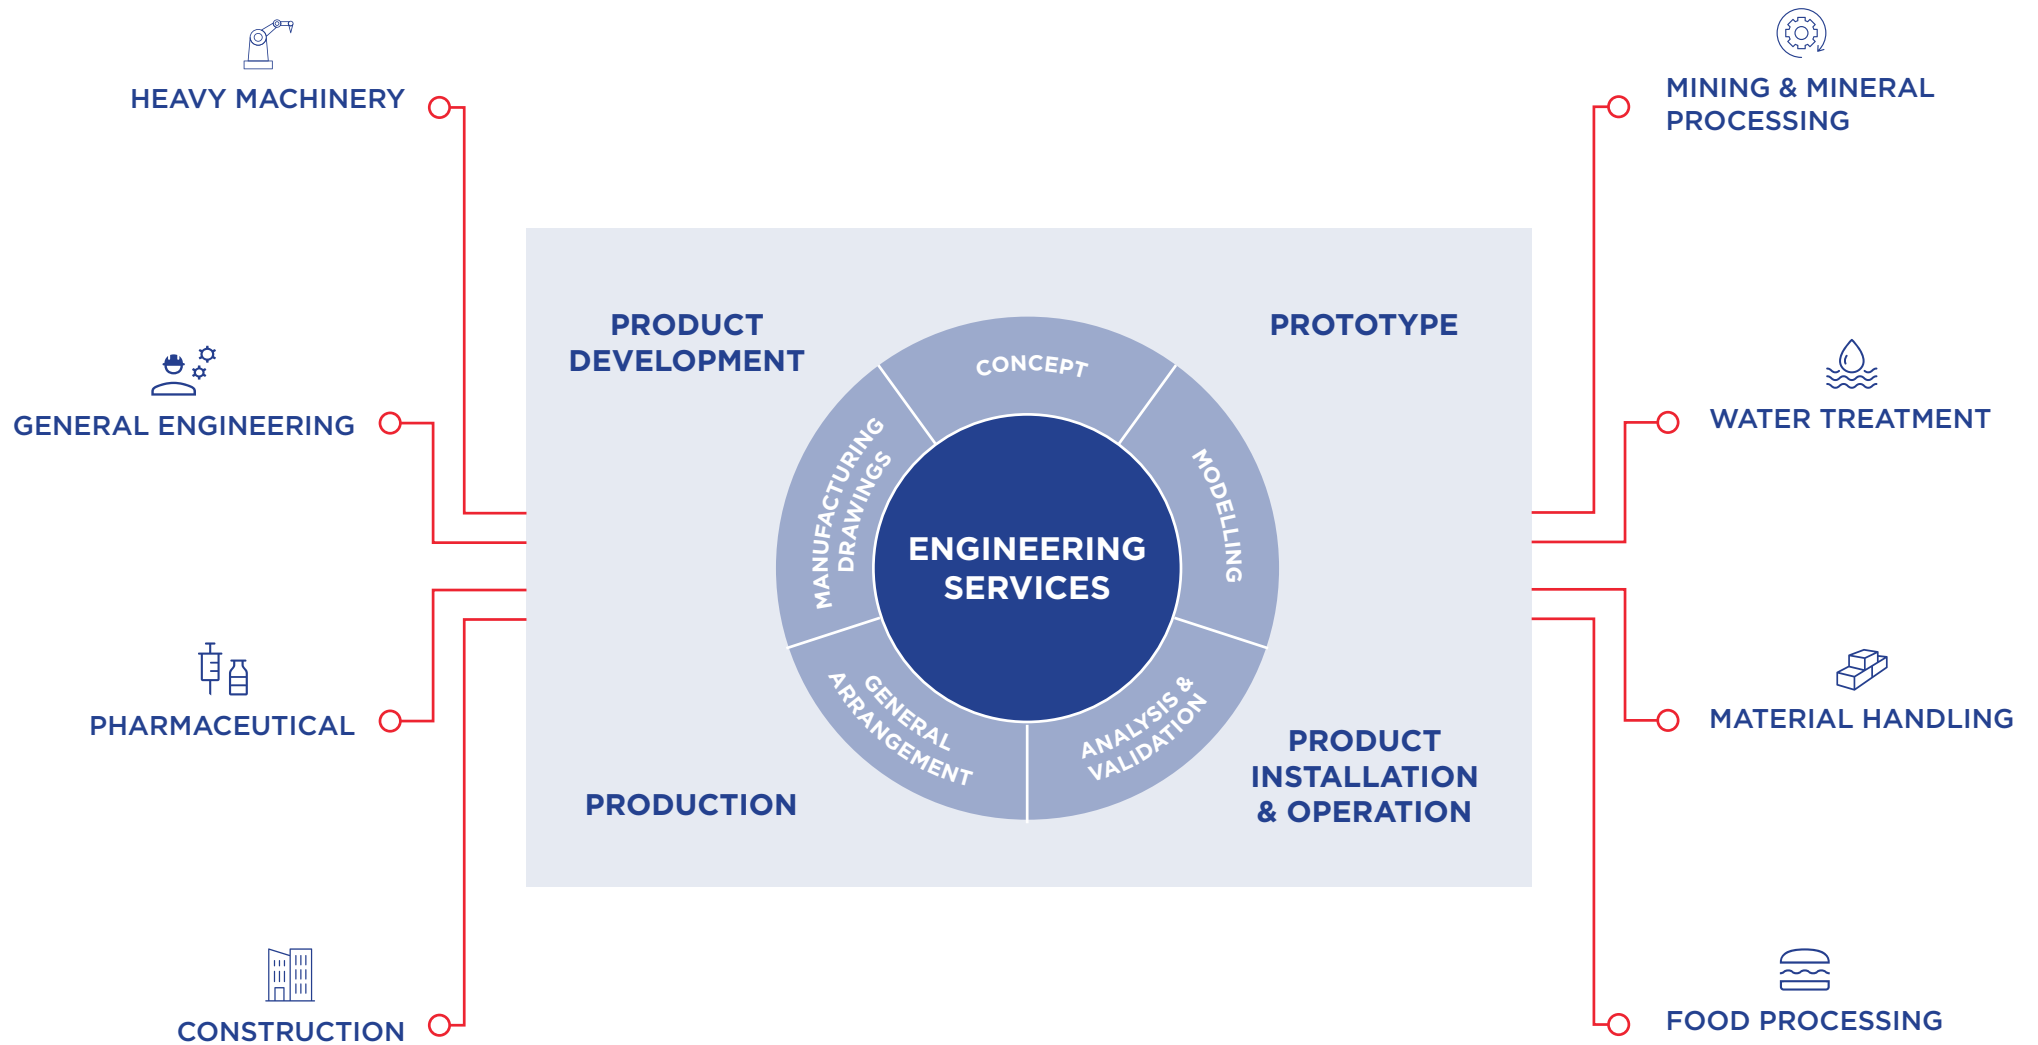 HEAVY MACHINERY
GENERAL ENGINEERING
PHARMACEUTICAL
CONSTRUCTION
PRODUCT
DEVELOPMENT
PROTOTYPE
CONCEPT
MODELLING
ANALYSIS &
VALIDATION
GENERAL
ARRANGEMENT
MANUFACTURING
DRAWINGS
ENGINEERING
SERVICES
PRODUCTION
PRODUCT
INSTALLATION
& OPERATION
MINING & MINERAL
PROCESSING
WATER TREATMENT
MATERIAL HANDLING
FOOD PROCESSING